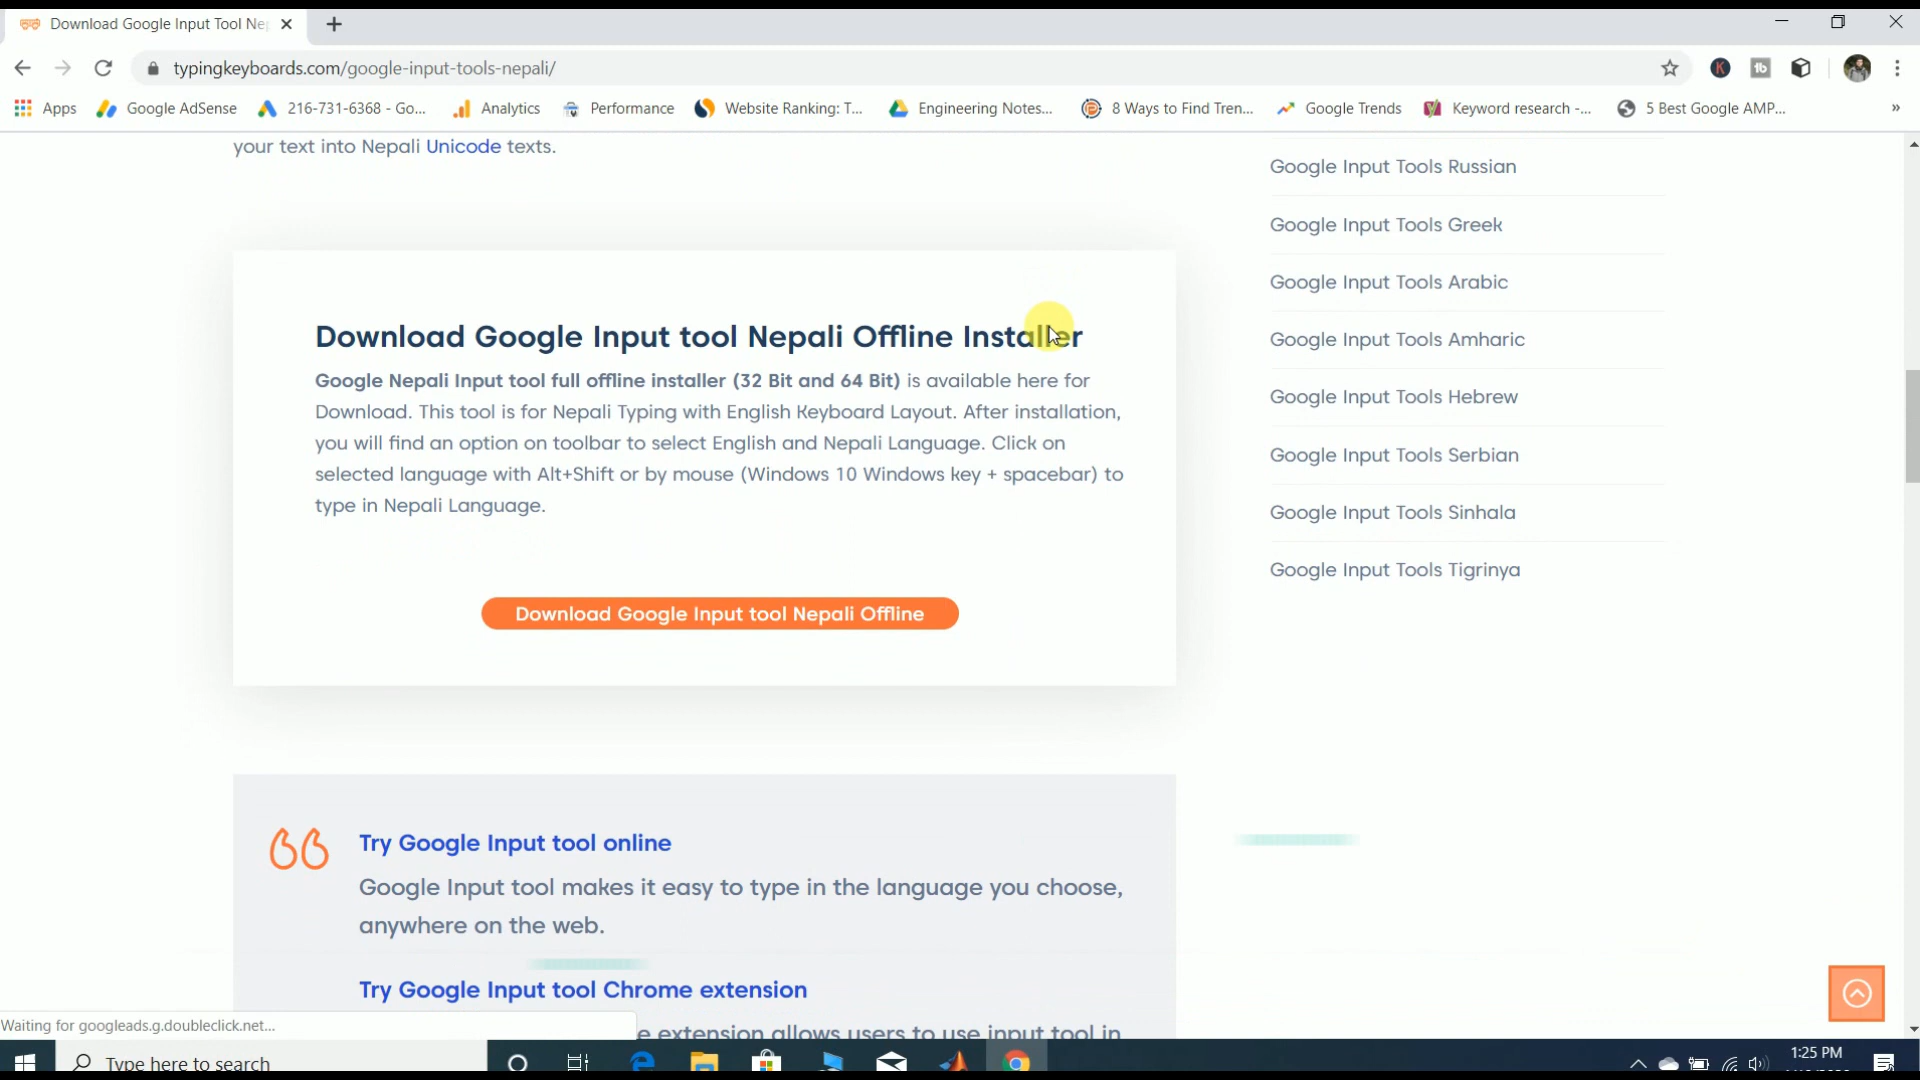 Download Google Input Tool Nep
typingkeyboards.com/google-input-tools-nepali/
Apps
Google AdSense
216-731-6368 - Go...
Analytics
Performance
Website Ranking: T...
Engineering Notes...
8 Ways to Find Tren...
Google Trends
Keyword research -...
5 Best Google AMP...
»
your text into Nepali Unicode texts.
Download Google Input tool Nepali Offline Installer
Google Nepali Input tool full offline installer (32 Bit and 64 Bit) is available here for
Download. This tool is for Nepali Typing with English Keyboard Layout. After installation,
you will find an option on toolbar to select English and Nepali Language. Click on
selected language with Alt+Shift or by mouse (Windows 10 Windows key + spacebar) to
type in Nepali Language.
Download Google Input tool Nepali Offline
Try Google Input tool online
Google Input tool makes it easy to type in the language you choose,
anywhere on the web.
Try Google Input tool Chrome extension
e extension allows users to use input tool in
Google Input Tools Russian
Google Input Tools Greek
Google Input Tools Arabic
Google Input Tools Amharic
Google Input Tools Hebrew
Google Input Tools Serbian
Google Input Tools Sinhala
Google Input Tools Tigrinya
Waiting for googleads.g.doubleclick.net...
Type here to search
1:25 PM